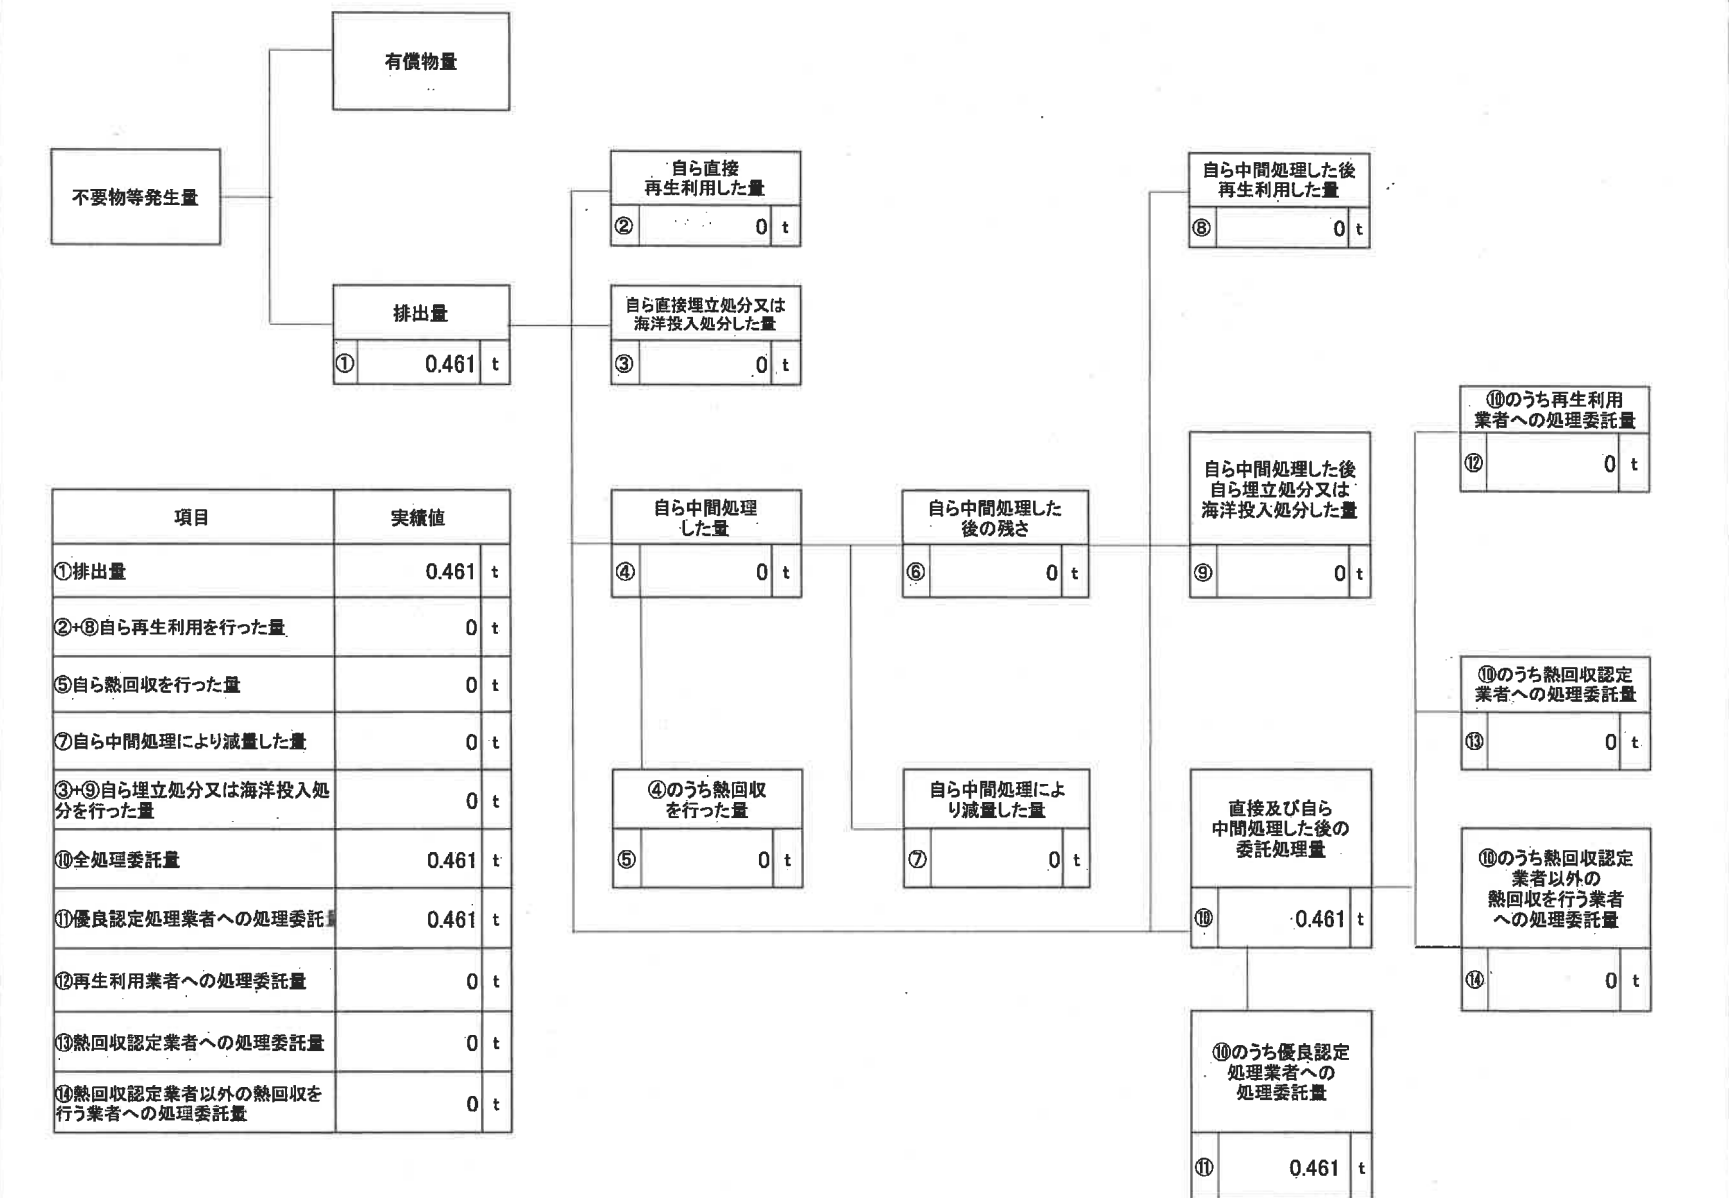 有償物量
不要物等発生量
排出量
① 0.461 t
自ら直接
再生利用した量
② 0 t
自ら直接埋立処分又は
海洋投入処分した量
③ 0 t
自ら中間処理した後
再生利用した量
⑧ 0 t
自ら中間処理
した量
④ 0 t
自ら中間処理した
後の残さ
⑥ 0 t
自ら中間処理した後
自ら埋立処分又は
海洋投入処分した量
⑨ 0 t
④のうち熱回収
を行った量
⑤ 0 t
自ら中間処理によ
り減量した量
⑦ 0 t
直接及び自ら
中間処理した後の
委託処理量
⑩ 0.461 t
⑩のうち優良認定
処理業者への
処理委託量
⑪ 0.461 t
⑩のうち再生利用
業者への処理委託量
⑫ 0 t
⑩のうち熱回収認定
業者への処理委託量
⑬ 0 t
⑩のうち熱回収認定
業者以外の
熱回収を行う業者
への処理委託量
⑭ 0 t
項目 実績値
①排出量 0.461 t
②+⑧自ら再生利用を行った量 0 t
⑤自ら熱回収を行った量 0 t
⑦自ら中間処理により減量した量 0 t
③+⑨自ら埋立処分又は海洋投入処
分を行った量 0 t
⑩全処理委託量 0.461 t
⑪優良認定処理業者への処理委託 0.461 t
⑫再生利用業者への処理委託量 0 t
⑬熱回収認定業者への処理委託量 0 t
⑭熱回収認定業者以外の熱回収を
行う業者への処理委託量 0 t